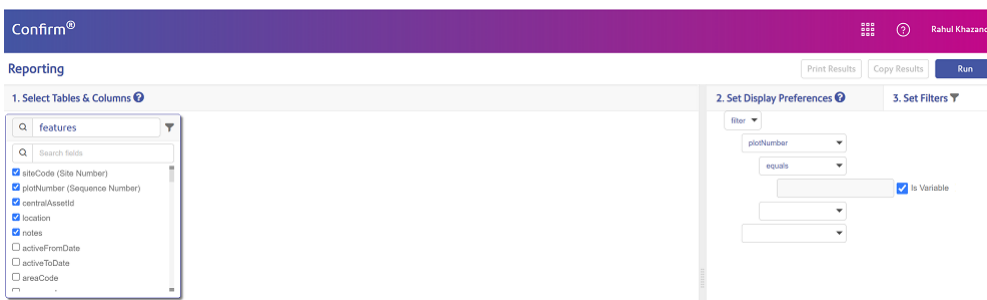 Confirm®
Rahul Khazanc
Reporting
Print Results
Copy Results
Run
1. Select Tables & Columns
2. Set Display Preferences
3. Set Filters
features
Search fields
siteCode (Site Number)
plotNumber (Sequence Number)
centralAssetId
location
notes
activeFromDate
activeToDate
areaCode
filter
plotNumber
equals
Is Variable